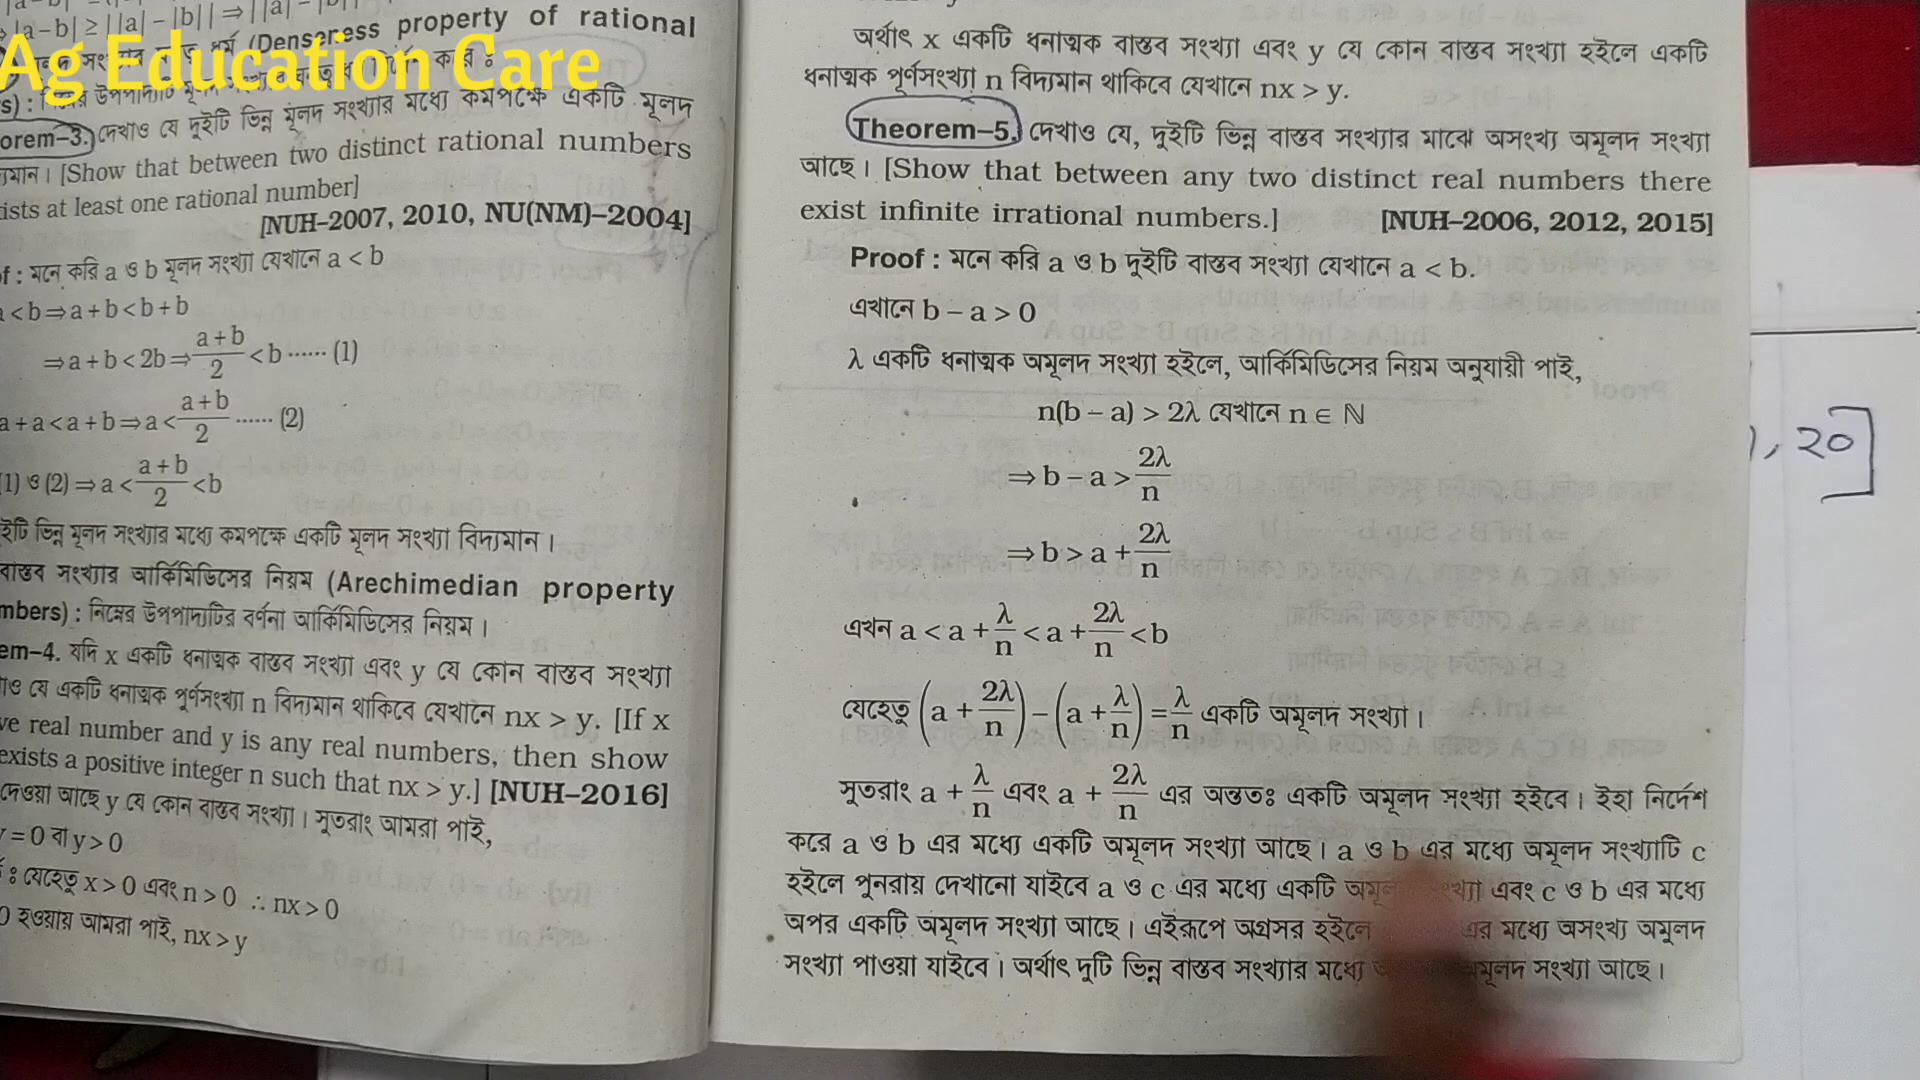 |a-b| ≥ ||a| - |b|| ⇒ ||a| -
ধর্ম (Denseness property of rational
Ag Education Care
orem-3. দেখাও যে দুইটি ভিন্ন মূলদ সংখ্যার মধ্যে কমপক্ষে একটি মূলদ
[Show that between two distinct rational numbers
ists at least one rational number]
[NUH-2007, 2010, NU(NM)-2004]
f : মনে করি a ও b মূলদ সংখ্যা যেখানে a < b
<b⇒a+b<b+b
⇒a+b<2b⇒(a+b)/2 <b ······ (1)
a+a<a+b⇒a<(a+b)/2 ······ (2)
1) ও (2)⇒a<(a+b)/2 <b
ইটি ভিন্ন মূলদ সংখ্যার মধ্যে কমপক্ষে একটি মূলদ সংখ্যা বিদ্যমান।
বাস্তব সংখ্যার আর্কিমিডিসের নিয়ম (Arechimedian property
mbers) : নিম্নের উপপাদ্যটির বর্ণনা আর্কিমিডিসের নিয়ম।
em-4. যদি x একটি ধনাত্মক বাস্তব সংখ্যা এবং y যে কোন বাস্তব সংখ্যা
ও যে একটি ধনাত্মক পূর্ণসংখ্যা n বিদ্যমান থাকিবে যেখানে nx > y. [If x
ve real number and y is any real numbers, then show
exists a positive integer n such that nx > y.] [NUH-2016]
দেওয়া আছে y যে কোন বাস্তব সংখ্যা। সুতরাং আমরা পাই,
= 0 বা y > 0
ঃ যেহেতু x > 0 এবং n > 0 ∴ nx > 0
0 হওয়ায় আমরা পাই, nx > y
অর্থাৎ x একটি ধনাত্মক বাস্তব সংখ্যা এবং y যে কোন বাস্তব সংখ্যা হইলে একটি
ধনাত্মক পূর্ণসংখ্যা n বিদ্যমান থাকিবে যেখানে nx > y.
Theorem-5. দেখাও যে, দুইটি ভিন্ন বাস্তব সংখ্যার মাঝে অসংখ্য অমূলদ সংখ্যা
আছে। [Show that between any two distinct real numbers there
exist infinite irrational numbers.] [NUH-2006, 2012, 2015]
Proof : মনে করি a ও b দুইটি বাস্তব সংখ্যা যেখানে a < b.
এখানে b – a > 0
λ একটি ধনাত্মক অমূলদ সংখ্যা হইলে, আর্কিমিডিসের নিয়ম অনুযায়ী পাই,
n(b – a) > 2λ যেখানে n ∈ ℕ
⇒ b – a > 2λ/n
⇒ b > a + 2λ/n
এখন a < a + λ/n < a + 2λ/n < b
যেহেতু (a + 2λ/n) – (a + λ/n) = λ/n একটি অমূলদ সংখ্যা।
সুতরাং a + λ/n এবং a + 2λ/n এর অন্ততঃ একটি অমূলদ সংখ্যা হইবে। ইহা নির্দেশ
করে a ও b এর মধ্যে একটি অমূলদ সংখ্যা আছে। a ও b এর মধ্যে অমূলদ সংখ্যাটি c
হইলে পুনরায় দেখানো যাইবে a ও c এর মধ্যে একটি এবং c ও b এর মধ্যে
অপর একটি অমূলদ সংখ্যা আছে। এইরূপে অগ্রসর হইলে এর মধ্যে অসংখ্য অমূলদ
সংখ্যা পাওয়া যাইবে। অর্থাৎ দুটি ভিন্ন বাস্তব সংখ্যার মধ্যে অমূলদ সংখ্যা আছে।
, 20]